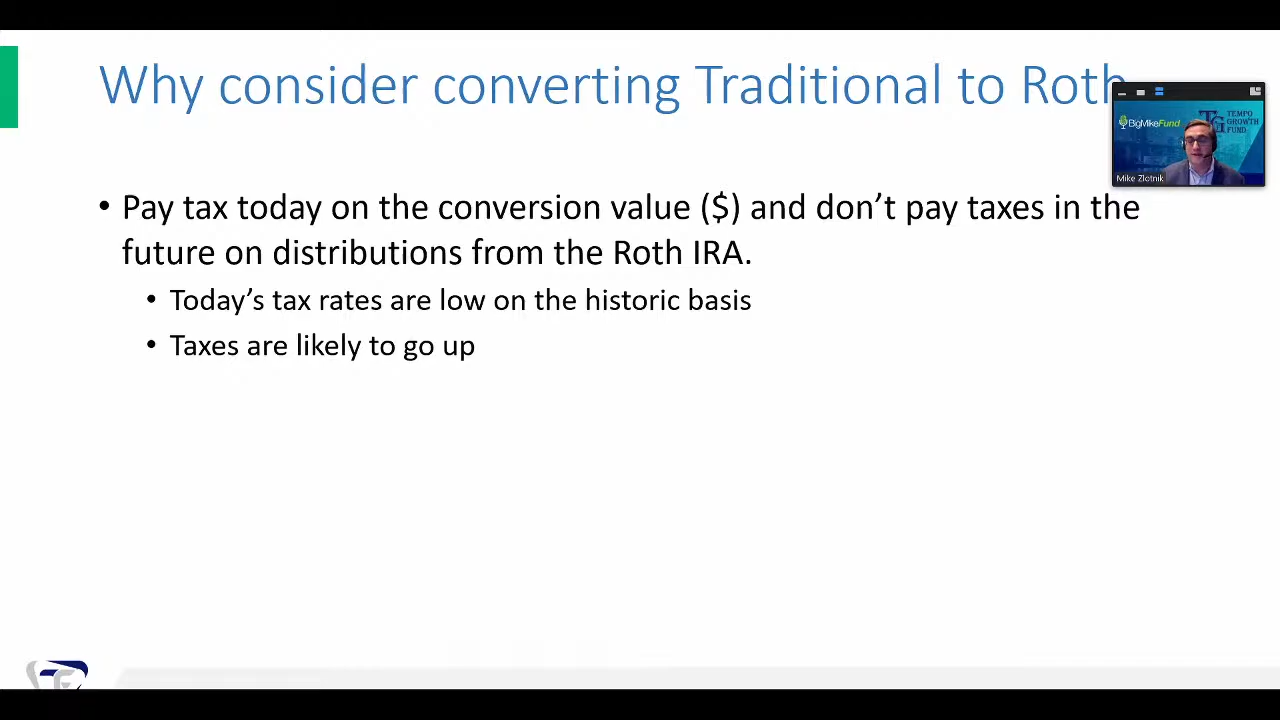 Why consider converting Traditional to Roth
BigMikeFund
TEMPO
GROWTH
FUND
Mike Zlotnik
• Pay tax today on the conversion value ($) and don’t pay taxes in the
future on distributions from the Roth IRA.
• Today’s tax rates are low on the historic basis
• Taxes are likely to go up